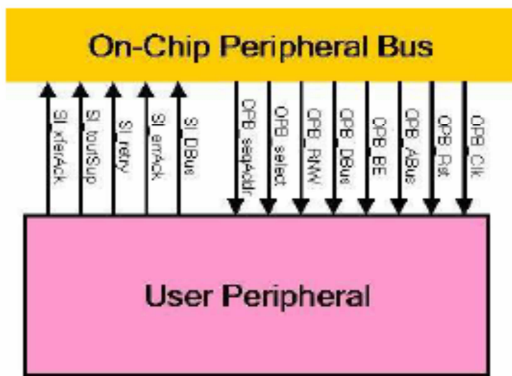 On-Chip Peripheral Bus
Sl_xferAck
Sl_toutSup
Sl_retry
Sl_errAck
Sl_DBus
OPB_seqAddr
OPB_select
OPB_RNW
OPB_DBus
OPB_BE
OPB_ABus
OPB_Rst
OPB_Clk
User Peripheral